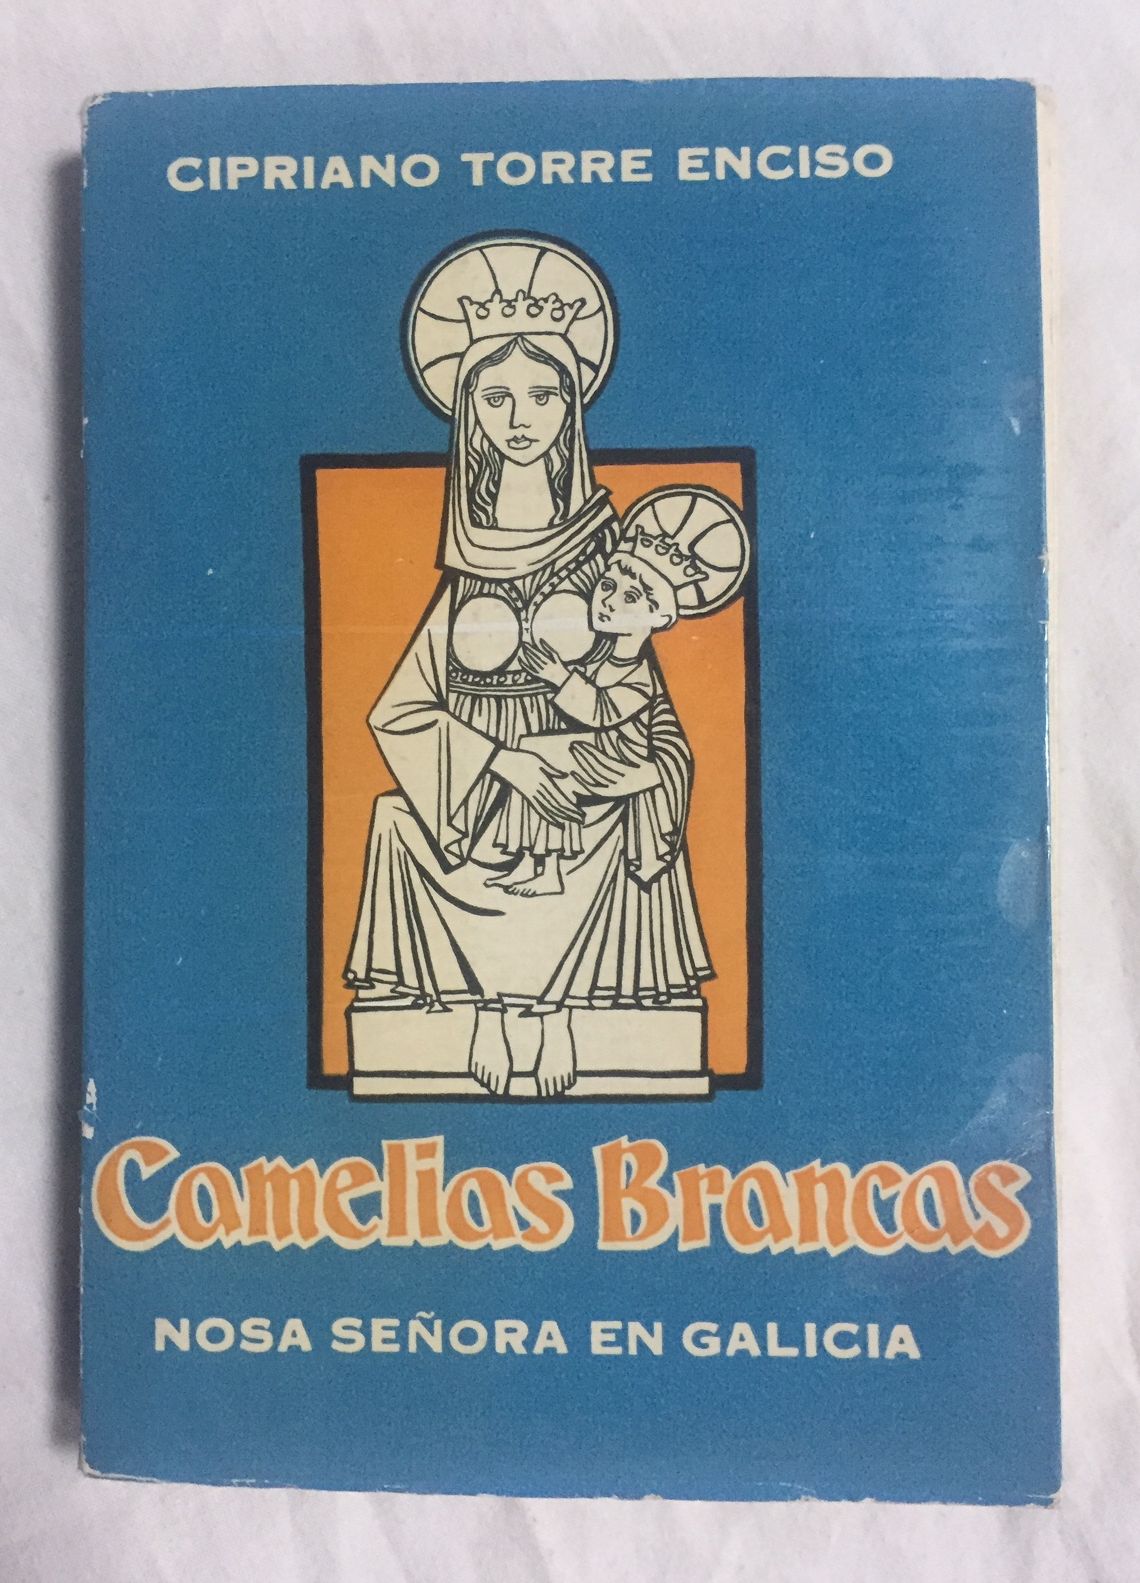 CIPRIANO TORRE ENCISO
Camelias Brancas
NOSA SEÑORA EN GALICIA